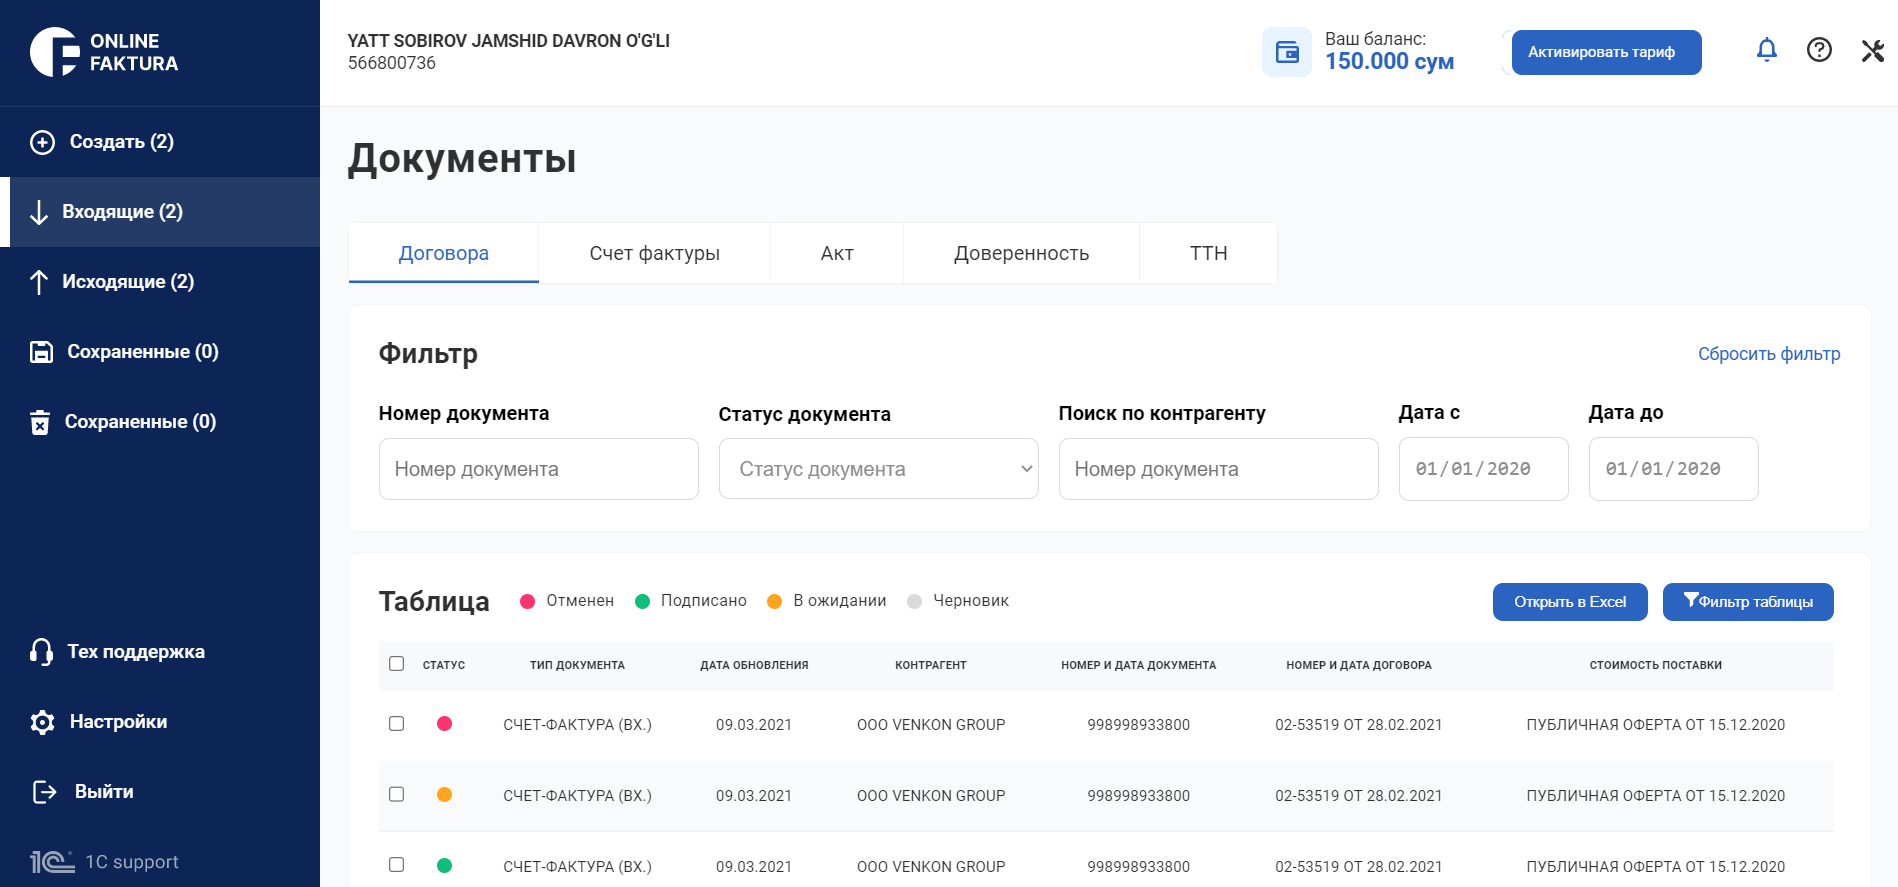 ONLINE
FAKTURA
YATT SOBIROV JAMSHID DAVRON O'G'LI
566800736
Ваш баланс:
150.000 сум
Активировать тариф
Создать (2)
Входящие (2)
Исходящие (2)
Сохраненные (0)
Сохраненные (0)
Тех поддержка
Настройки
Выйти
1C 1C support
Документы
Договора Счет фактуры Акт Доверенность ТТН
Фильтр Сбросить фильтр
Номер документа Статус документа Поиск по контрагенту Дата с Дата до
Номер документа Статус документа Номер документа 01/01/2020 01/01/2020
Таблица Отменен Подписано В ожидании Черновик Открыть в Excel Фильтр таблицы
СТАТУС ТИП ДОКУМЕНТА ДАТА ОБНОВЛЕНИЯ КОНТРАГЕНТ НОМЕР И ДАТА ДОКУМЕНТА НОМЕР И ДАТА ДОГОВОРА СТОИМОСТЬ ПОСТАВКИ
СЧЕТ-ФАКТУРА (ВХ.) 09.03.2021 ООО VENKON GROUP 998998933800 02-53519 ОТ 28.02.2021 ПУБЛИЧНАЯ ОФЕРТА ОТ 15.12.2020
СЧЕТ-ФАКТУРА (ВХ.) 09.03.2021 ООО VENKON GROUP 998998933800 02-53519 ОТ 28.02.2021 ПУБЛИЧНАЯ ОФЕРТА ОТ 15.12.2020
СЧЕТ-ФАКТУРА (ВХ.) 09.03.2021 ООО VENKON GROUP 998998933800 02-53519 ОТ 28.02.2021 ПУБЛИЧНАЯ ОФЕРТА ОТ 15.12.2020